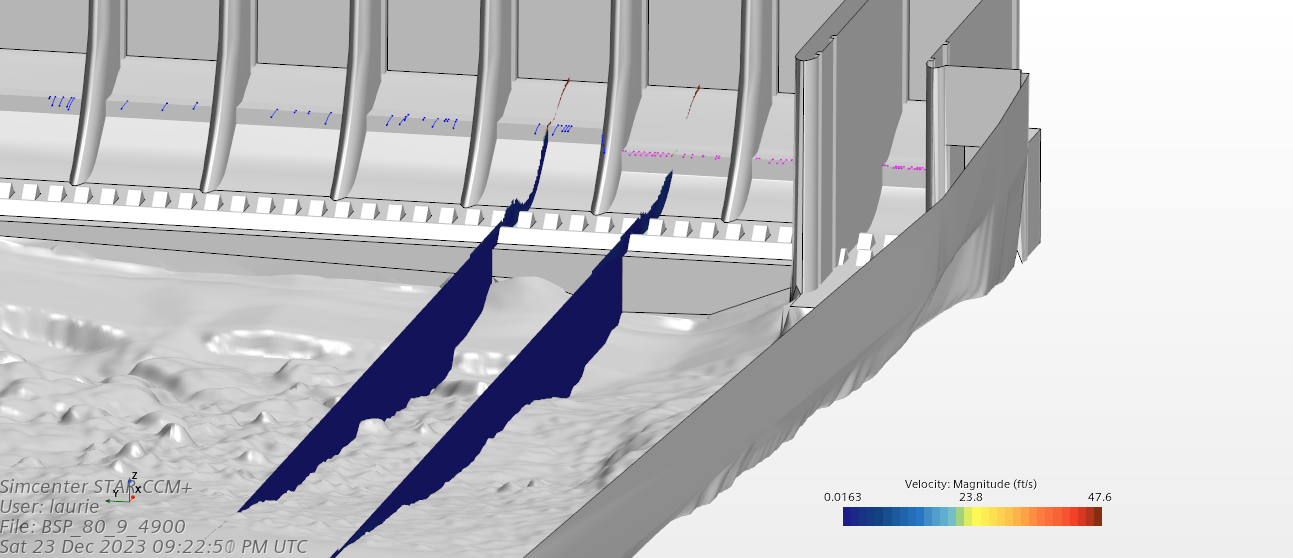 Velocity: Magnitude (ft/s)
0.0163 23.8 47.6
Z
Y X
Simcenter STAR-CCM+
User: laurie
File: BSP_80_9_4900
Sat 23 Dec 2023 09:22:50 PM UTC